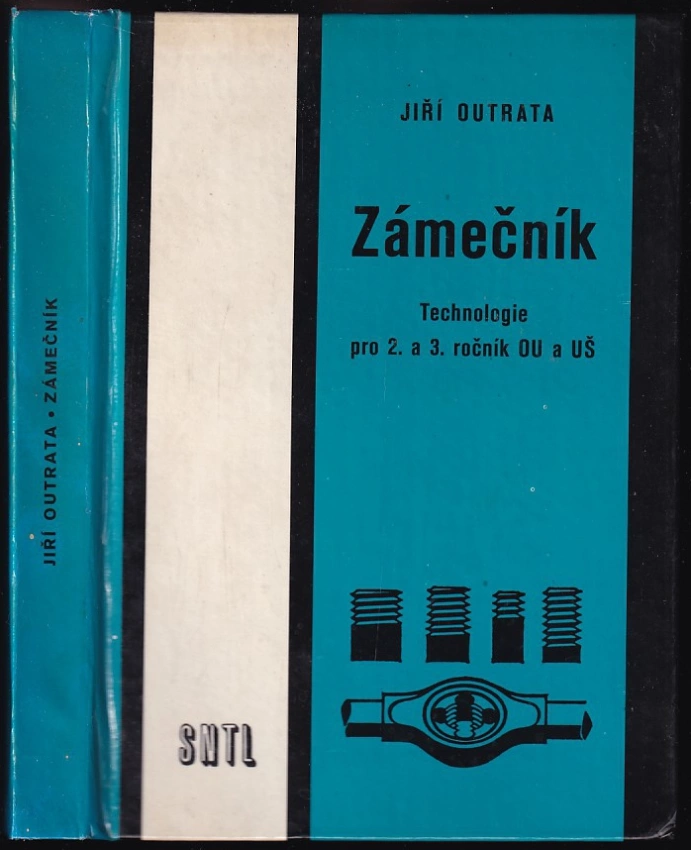 JIŘÍ OUTRATA • ZÁMEČNÍK
JIŘÍ OUTRATA
Zámečník
Technologie
pro 2. a 3. ročník OU a UŠ
SNTL